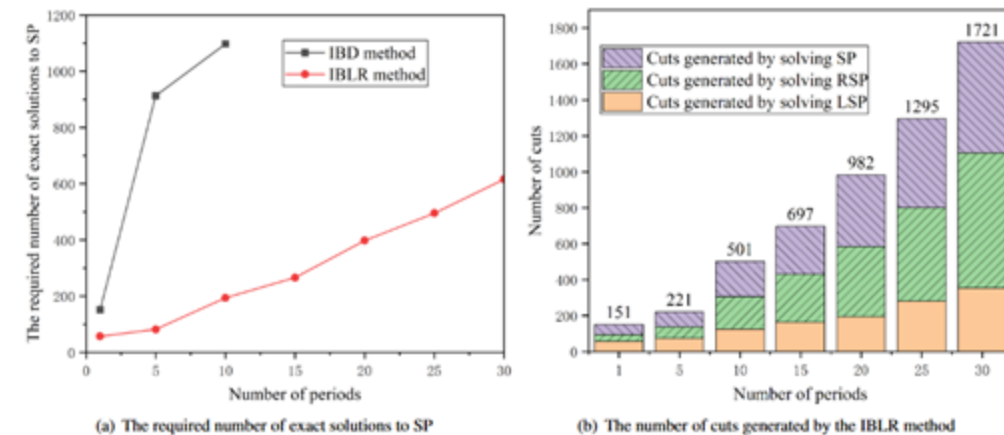 The required number of exact solutions to SP
1200
1000
800
600
400
200
0
IBD method
IBLR method
0 5 10 15 20 25 30
Number of periods
(a) The required number of exact solutions to SP
Number of cuts
1800
1600
1400
1200
1000
800
600
400
200
0
Cuts generated by solving SP
Cuts generated by solving RSP
Cuts generated by solving LSP
151 221 501 697 982 1295 1721
1 5 10 15 20 25 30
Number of periods
(b) The number of cuts generated by the IBLR method